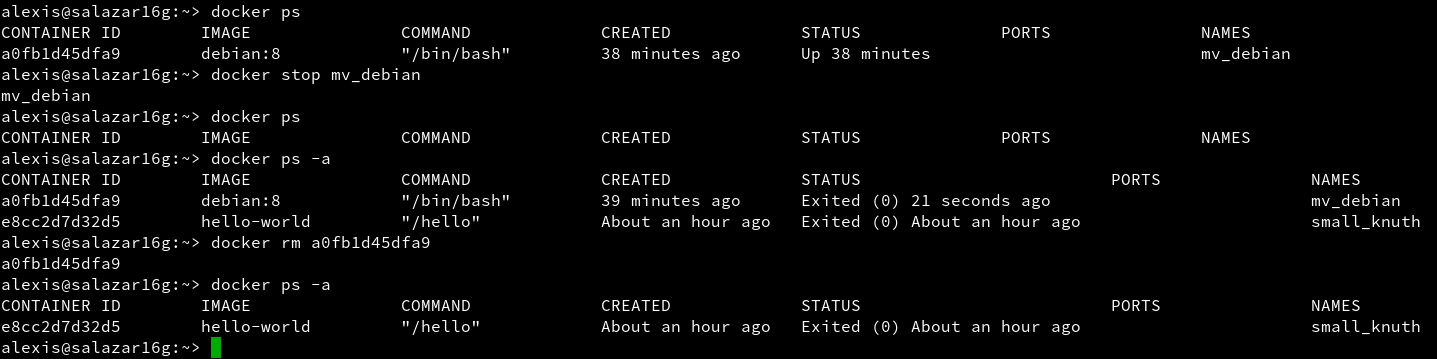 alexis@salazar16g:~> docker ps
CONTAINER ID        IMAGE               COMMAND             CREATED             STATUS              PORTS               NAMES
a0fb1d45dfa9        debian:8            "/bin/bash"         38 minutes ago      Up 38 minutes                           mv_debian
alexis@salazar16g:~> docker stop mv_debian
mv_debian
alexis@salazar16g:~> docker ps
CONTAINER ID        IMAGE               COMMAND             CREATED             STATUS              PORTS               NAMES
alexis@salazar16g:~> docker ps -a
CONTAINER ID        IMAGE               COMMAND             CREATED             STATUS                         PORTS               NAMES
a0fb1d45dfa9        debian:8            "/bin/bash"         39 minutes ago      Exited (0) 21 seconds ago                          mv_debian
e8cc2d7d32d5        hello-world         "/hello"            About an hour ago   Exited (0) About an hour ago                       small_knuth
alexis@salazar16g:~> docker rm a0fb1d45dfa9
a0fb1d45dfa9
alexis@salazar16g:~> docker ps -a
CONTAINER ID        IMAGE               COMMAND             CREATED             STATUS                         PORTS               NAMES
e8cc2d7d32d5        hello-world         "/hello"            About an hour ago   Exited (0) About an hour ago                       small_knuth
alexis@salazar16g:~>